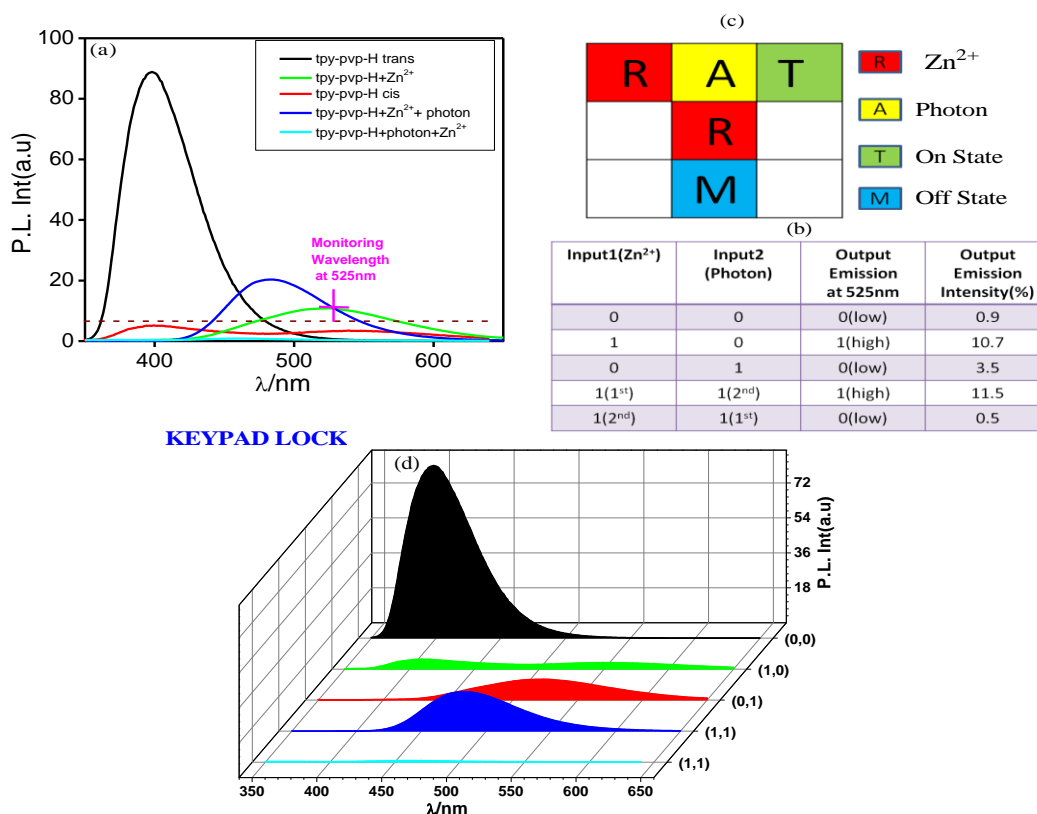 (a)
100
80
60
40
20
0
P.L. Int(a.u)
tpy-pvp-H trans
tpy-pvp-H+Zn²⁺
tpy-pvp-H cis
tpy-pvp-H+Zn²⁺+ photon
tpy-pvp-H+photon+Zn²⁺
Monitoring
Wavelength
at 525nm
400 500 600
λ/nm
(c)
R A T
R
M
R Zn²⁺
A Photon
T On State
M Off State
(b)
Input1(Zn²⁺) Input2 (Photon) Output Emission at 525nm Output Emission Intensity(%)
0 0 0(low) 0.9
1 0 1(high) 10.7
0 1 0(low) 3.5
1(1ˢᵗ) 1(2ⁿᵈ) 1(high) 11.5
1(2ⁿᵈ) 1(1ˢᵗ) 0(low) 0.5
KEYPAD LOCK
(d)
72
54
36
18
P.L. Int(a.u)
(0,0)
(1,0)
(0,1)
(1,1)
(1,1)
350 400 450 500 550 600 650
λ/nm